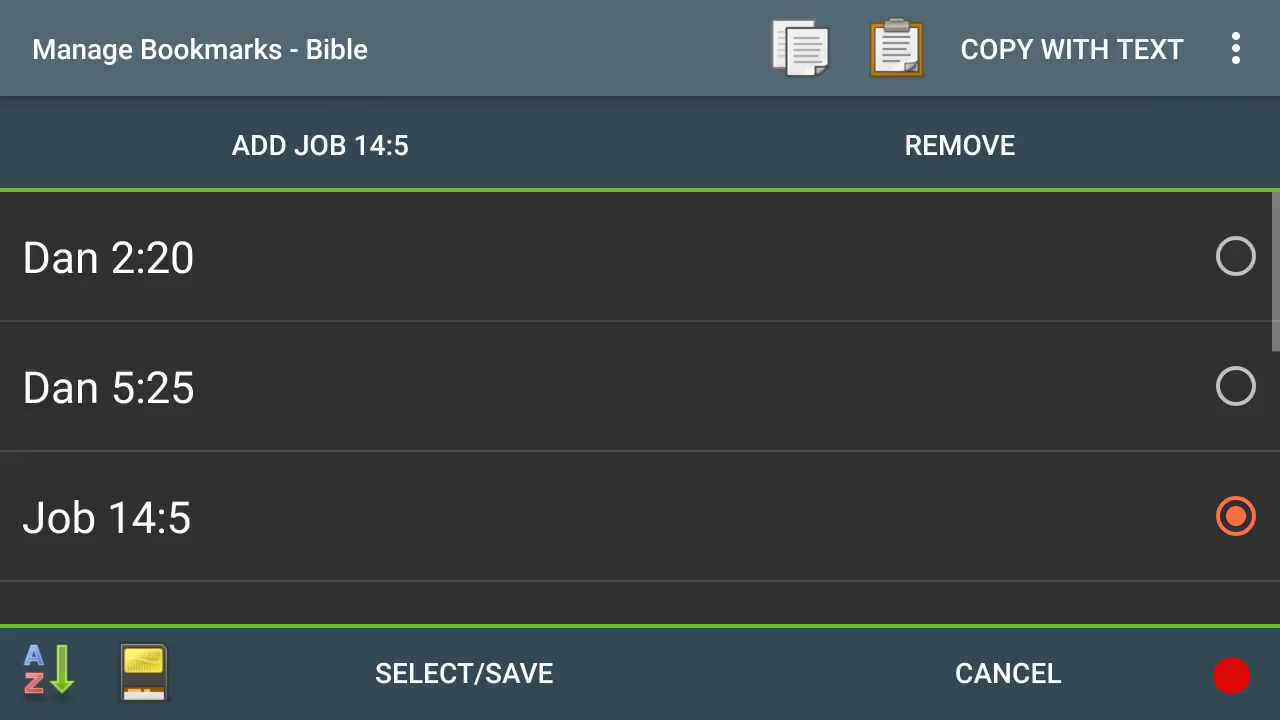 Manage Bookmarks - Bible
COPY WITH TEXT
ADD JOB 14:5
REMOVE
Dan 2:20
Dan 5:25
Job 14:5
A
Z
SELECT/SAVE
CANCEL